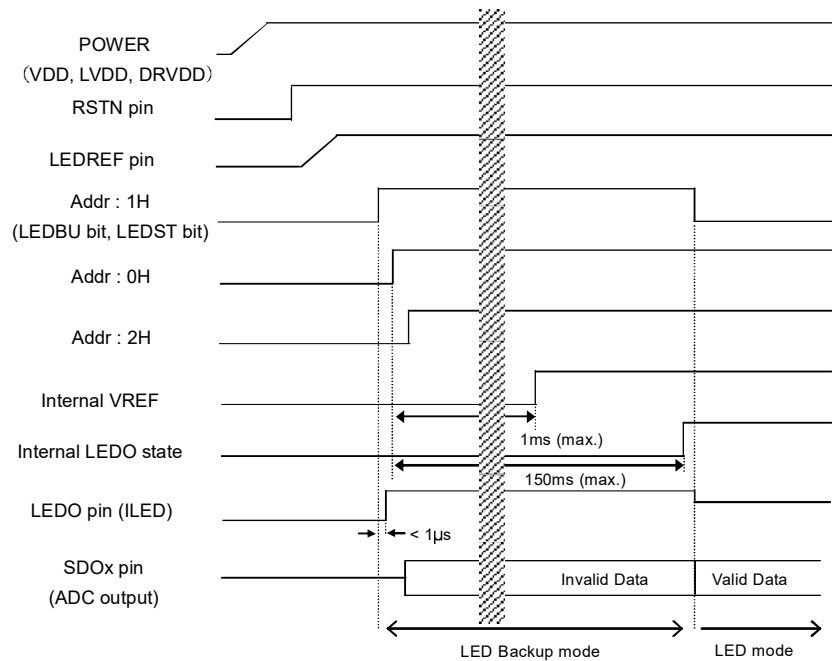 POWER
(VDD, LVDD, DRVDD)
RSTN pin
LEDREF pin
Addr : 1H
(LEDBU bit, LEDST bit)
Addr : 0H
Addr : 2H
Internal VREF
1ms (max.)
Internal LEDO state
150ms (max.)
LEDO pin (ILED)
< 1µs
SDOx pin
(ADC output)
Invalid Data
Valid Data
LED Backup mode
LED mode